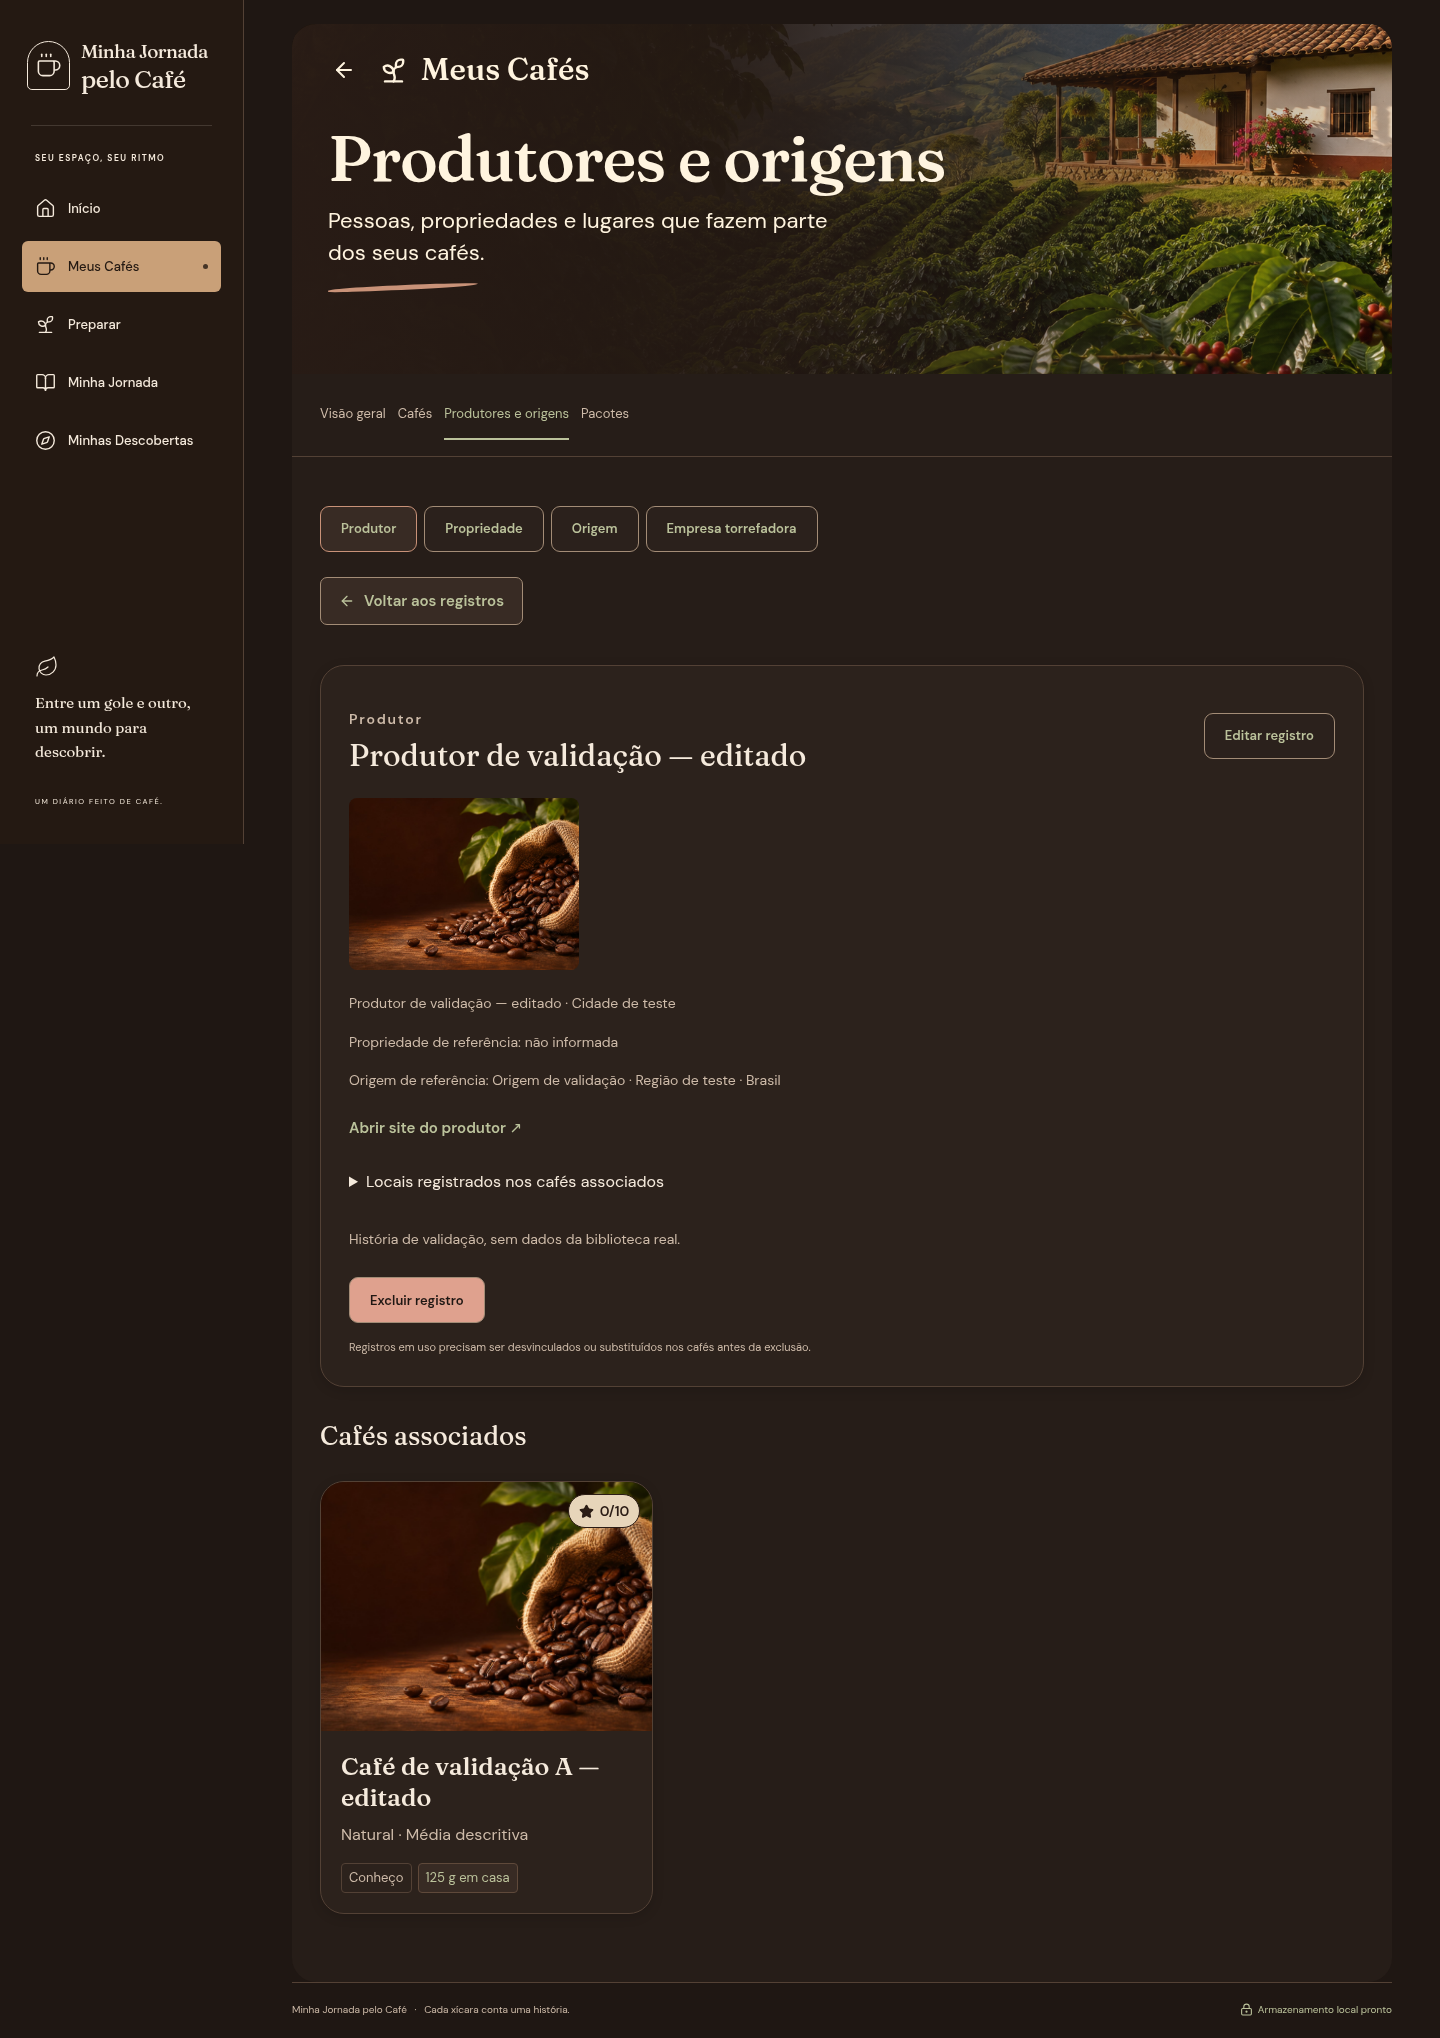 Minha Jornada
pelo Café
SEU ESPAÇO, SEU RITMO
Início
Meus Cafés
Preparar
Minha Jornada
Minhas Descobertas
Entre um gole e outro,
um mundo para
descobrir.
UM DIÁRIO FEITO DE CAFÉ.
Meus Cafés
Produtores e origens
Pessoas, propriedades e lugares que fazem parte
dos seus cafés.
Visão geral Cafés Produtores e origens Pacotes
Produtor Propriedade Origem Empresa torrefadora
← Voltar aos registros
Produtor
Produtor de validação — editado
Editar registro
Produtor de validação — editado · Cidade de teste
Propriedade de referência: não informada
Origem de referência: Origem de validação · Região de teste · Brasil
Abrir site do produtor ↗
▶ Locais registrados nos cafés associados
História de validação, sem dados da biblioteca real.
Excluir registro
Registros em uso precisam ser desvinculados ou substituídos nos cafés antes da exclusão.
Cafés associados
★ 0/10
Café de validação A —
editado
Natural · Média descritiva
Conheço 125 g em casa
Minha Jornada pelo Café · Cada xícara conta uma história.
Armazenamento local pronto